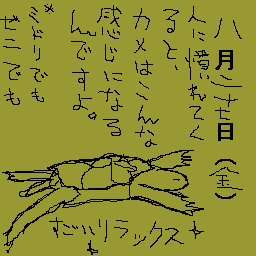 八月二十七日(金)
人に慣れてく
ると、
カメはこんな
感じになる
んですよ。
※ミドリでも
ゼニでも
すごいリラックス